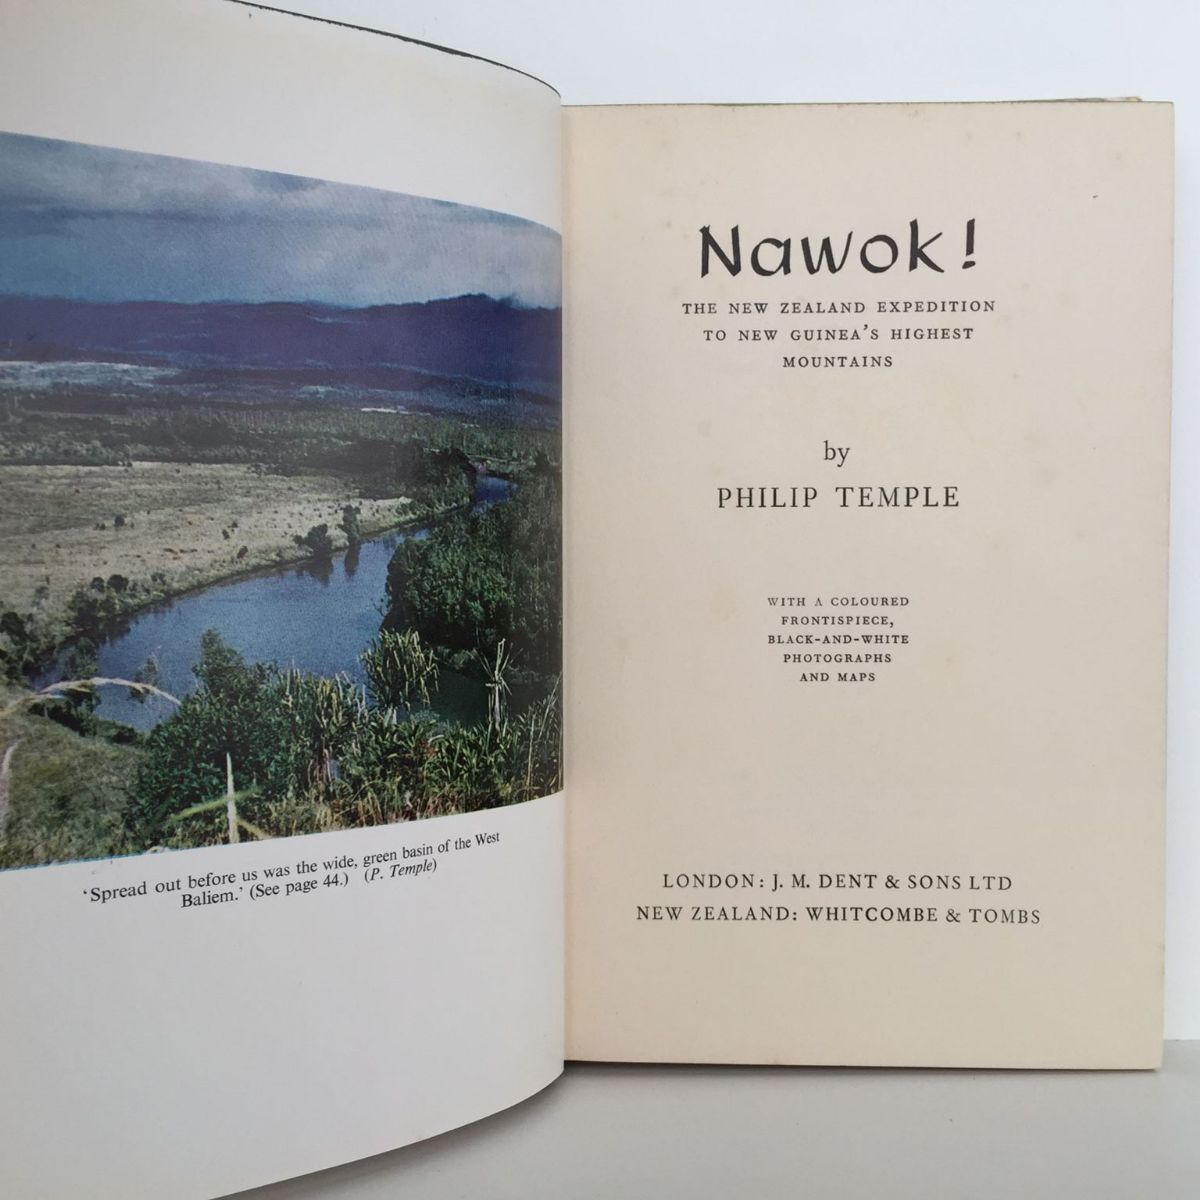 'Spread out before us was the wide, green basin of the West
Baliem.' (See page 44.) (P. Temple)
Nawok!
THE NEW ZEALAND EXPEDITION
TO NEW GUINEA'S HIGHEST
MOUNTAINS
by
PHILIP TEMPLE
WITH A COLOURED
FRONTISPIECE,
BLACK-AND-WHITE
PHOTOGRAPHS
AND MAPS
LONDON: J. M. DENT & SONS LTD
NEW ZEALAND: WHITCOMBE & TOMBS